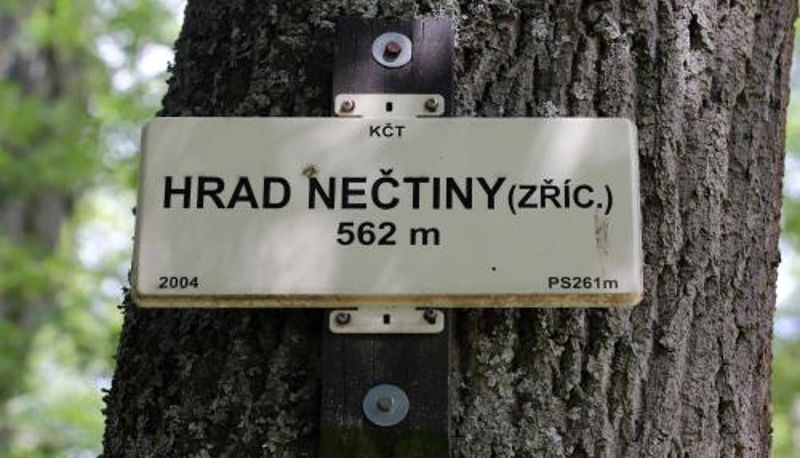 KČT
HRAD NEČTINY (ZŘÍC.)
562 m
2004 PS261m